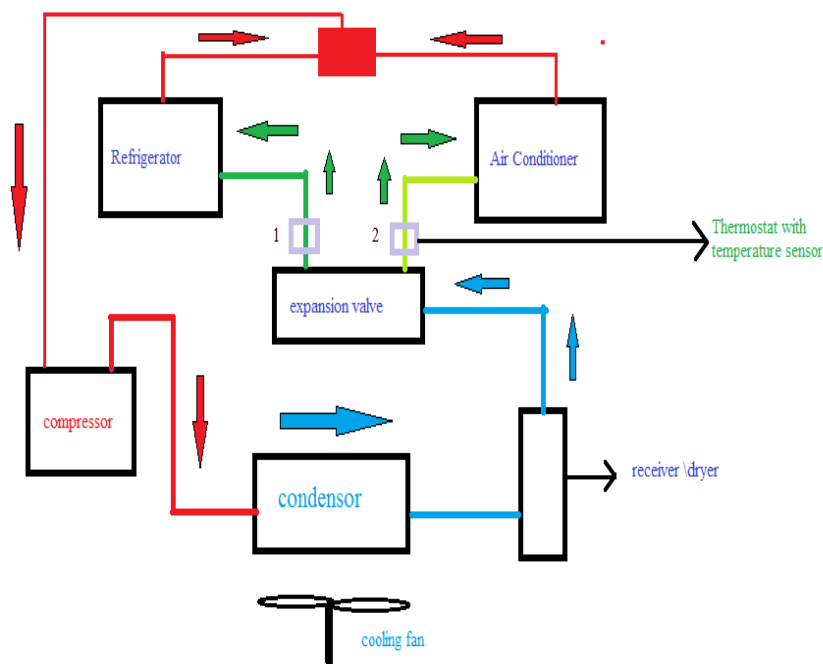 Refrigerator
Air Conditioner
1
2
Thermostat with
temperature sensor
expansion valve
compressor
condensor
receiver \dryer
cooling fan